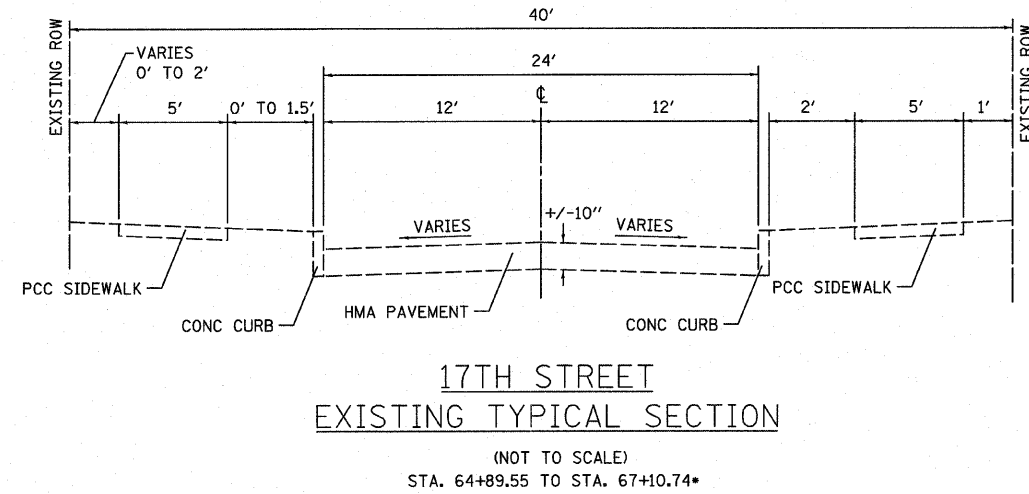 40'
EXISTING ROW
EXISTING ROW
VARIES
0' TO 2'
24'
℄
5'
0' TO 1.5'
12'
12'
2'
5'
1'
+/-10"
VARIES
VARIES
PCC SIDEWALK
CONC CURB
HMA PAVEMENT
CONC CURB
PCC SIDEWALK
17TH STREET
EXISTING TYPICAL SECTION
(NOT TO SCALE)
STA. 64+89.55 TO STA. 67+10.74*